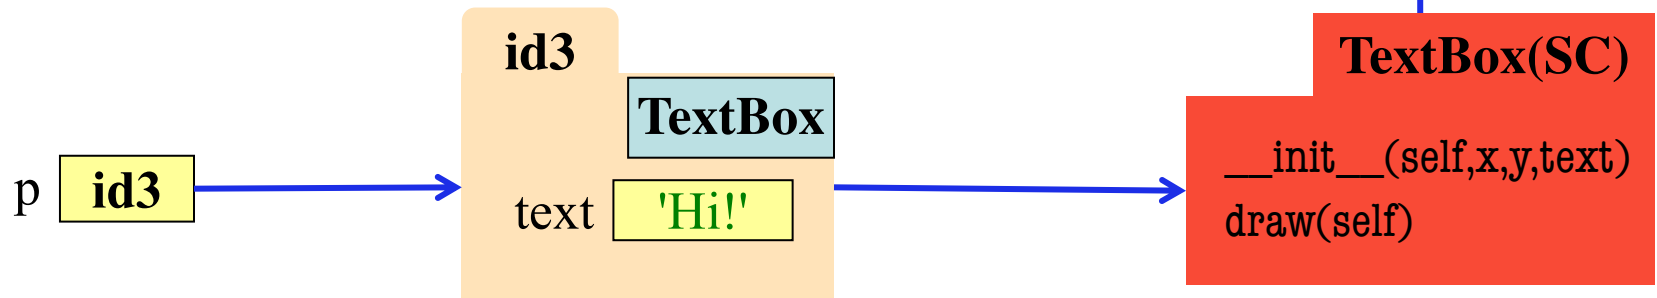 id3
TextBox(SC)
TextBox
__init__(self,x,y,text)
p id3
text 'Hi!'
draw(self)